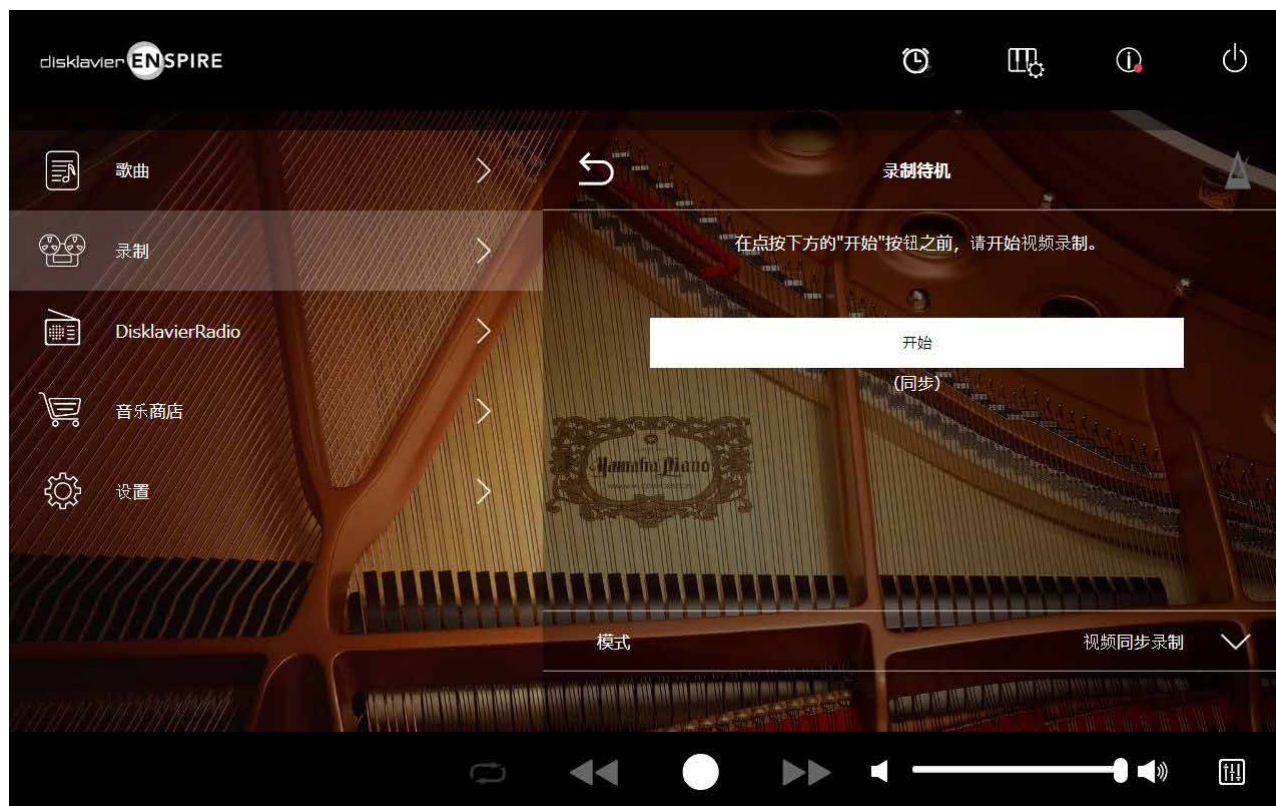 disklavier ENSPIRE
歌曲
录制
DisklavierRadio
音乐商店
设置
录制待机
在点按下方的"开始"按钮之前，请开始视频录制。
开始
(同步)
Yamaha Piano
模式
视频同步录制